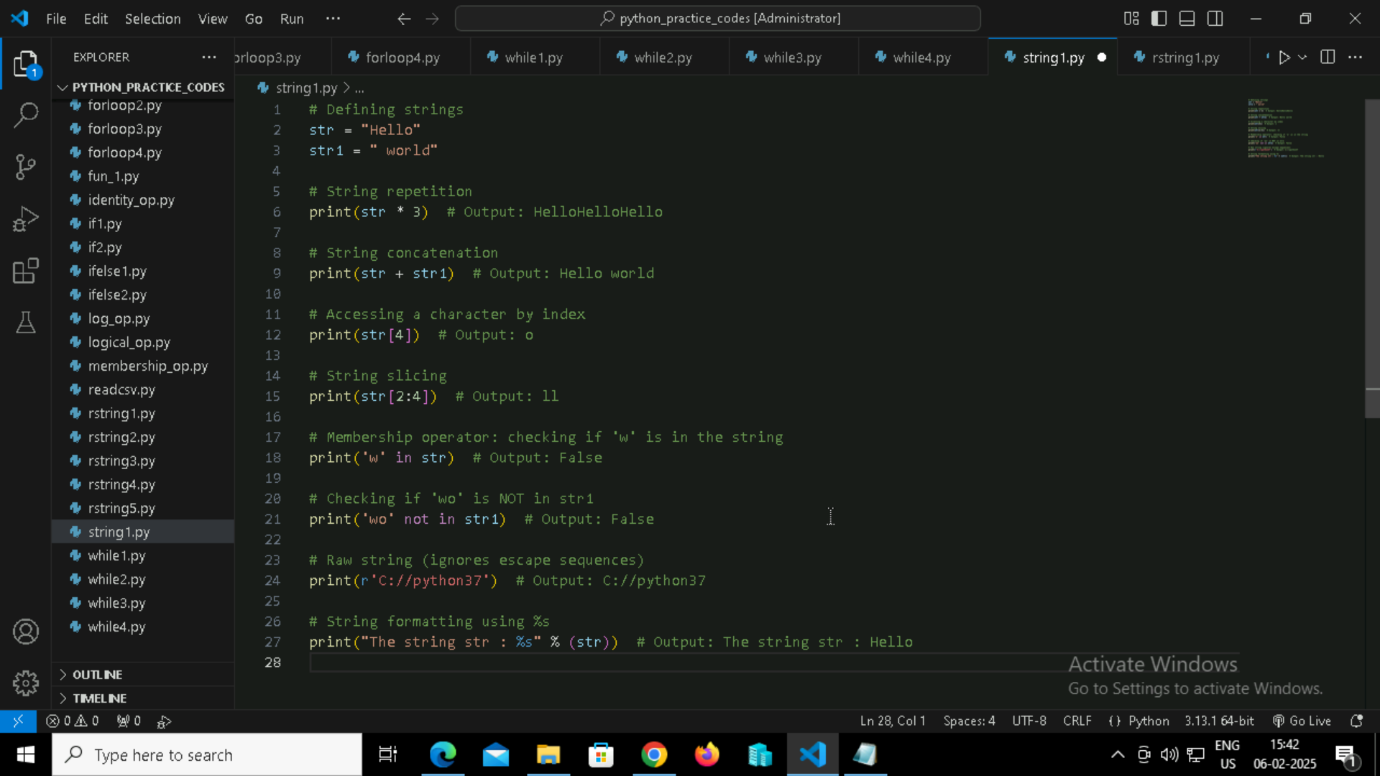 File Edit Selection View Go Run ··· python_practice_codes [Administrator]
EXPLORER ···
PYTHON_PRACTICE_CODES
forloop2.py
forloop3.py
forloop4.py
fun_1.py
identity_op.py
if1.py
if2.py
ifelse1.py
ifelse2.py
log_op.py
logical_op.py
membership_op.py
readcsv.py
rstring1.py
rstring2.py
rstring3.py
rstring4.py
rstring5.py
string1.py
while1.py
while2.py
while3.py
while4.py
OUTLINE
TIMELINE
1
orloop3.py forloop4.py while1.py while2.py while3.py while4.py string1.py rstring1.py ···
string1.py > ...
1 # Defining strings
2 str = "Hello"
3 str1 = " world"
4
5 # String repetition
6 print(str * 3)  # Output: HelloHelloHello
7
8 # String concatenation
9 print(str + str1)  # Output: Hello world
10
11 # Accessing a character by index
12 print(str[4])  # Output: o
13
14 # String slicing
15 print(str[2:4])  # Output: ll
16
17 # Membership operator: checking if 'w' is in the string
18 print('w' in str)  # Output: False
19
20 # Checking if 'wo' is NOT in str1
21 print('wo' not in str1)  # Output: False
22
23 # Raw string (ignores escape sequences)
24 print(r'C://python37')  # Output: C://python37
25
26 # String formatting using %s
27 print("The string str : %s" % (str))  # Output: The string str : Hello
28
Activate Windows
Go to Settings to activate Windows.
0 0 0 Ln 28, Col 1 Spaces: 4 UTF-8 CRLF {} Python 3.13.1 64-bit Go Live
Type here to search
ENG
US
15:42
06-02-2025
1